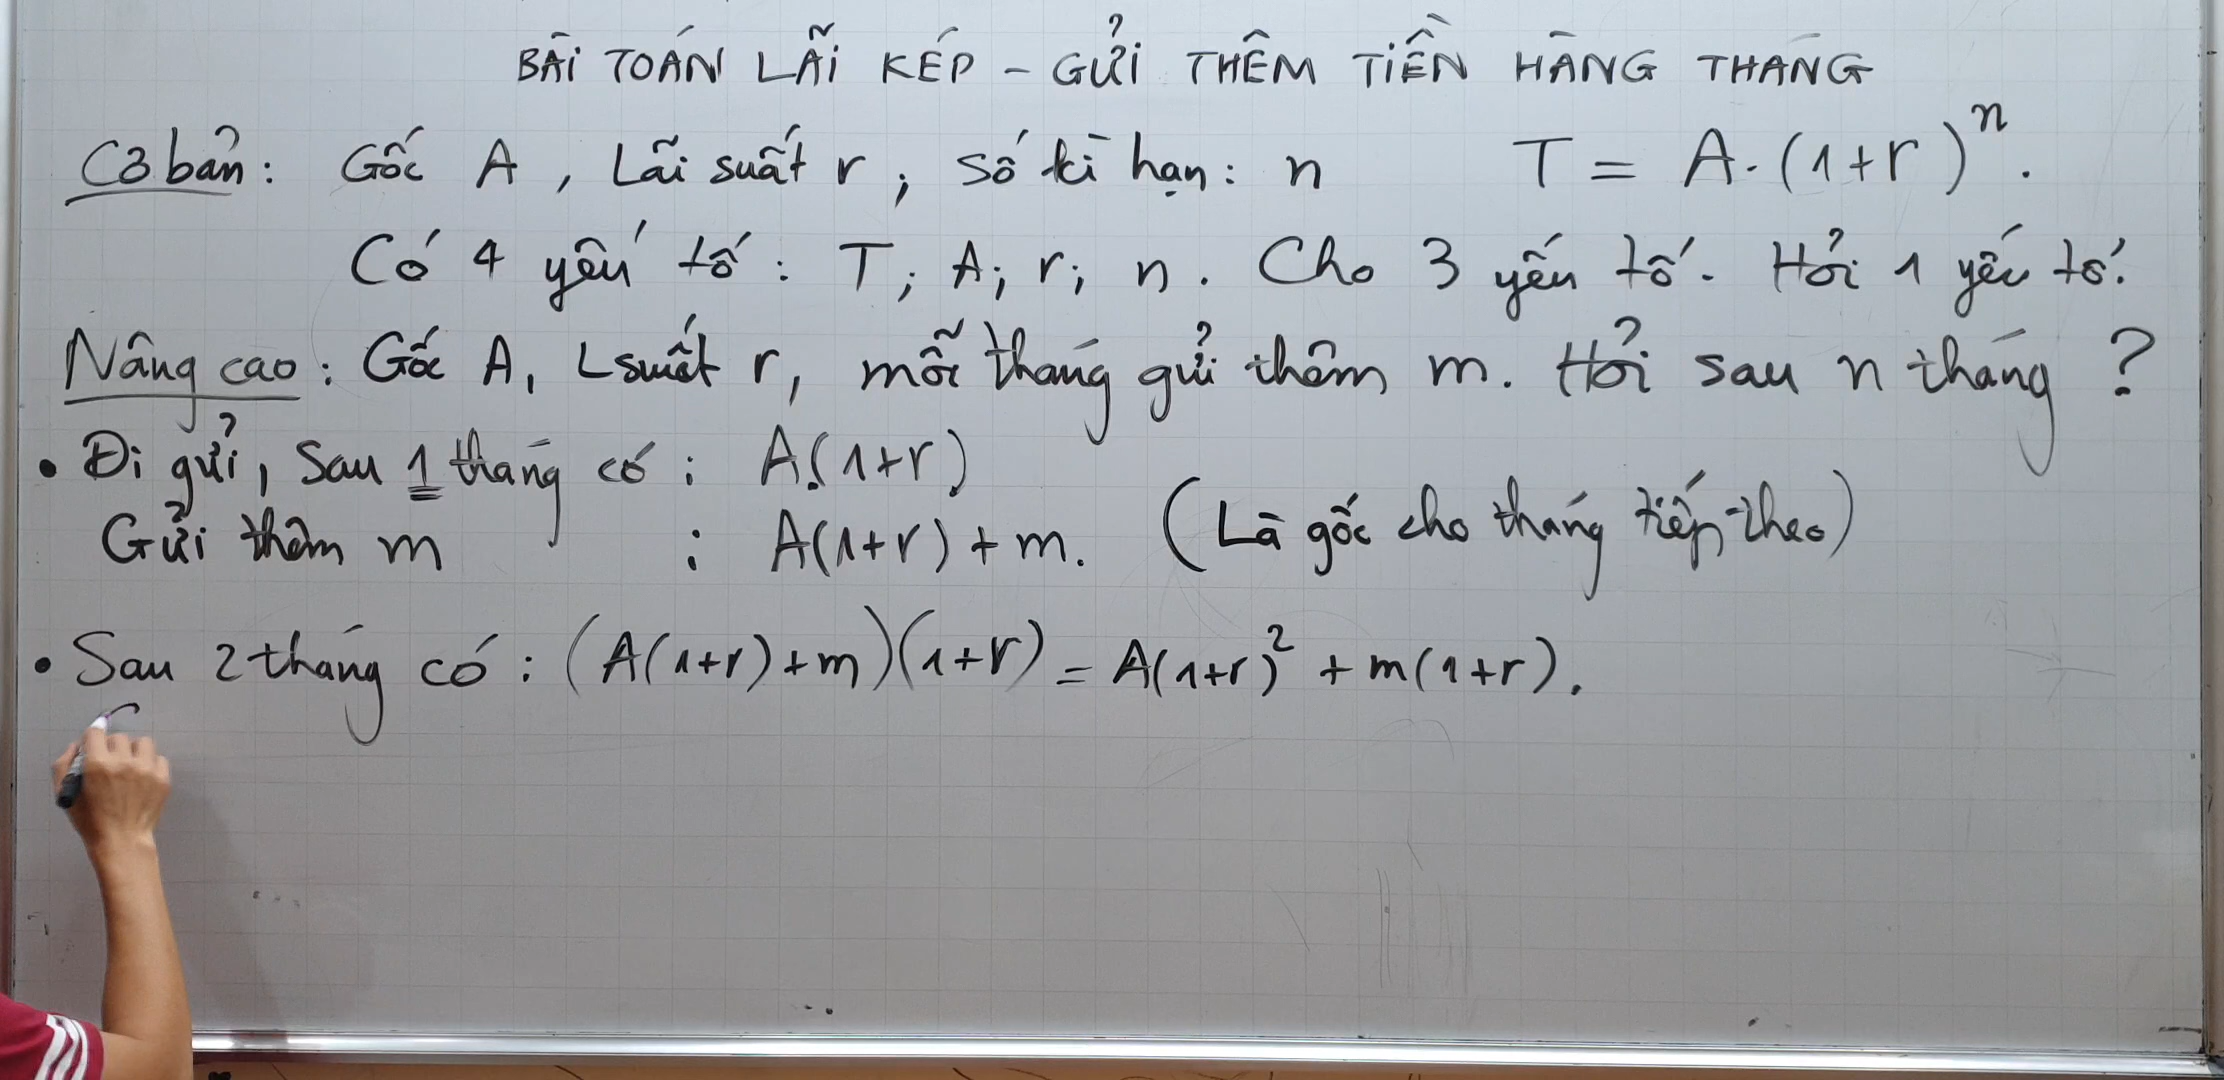 BÀI TOÁN LÃI KÉP - GỬI THÊM TIỀN HÀNG THÁNG
Cơ bản: Gốc A, Lãi suất r; Số kì hạn: n T = A.(1+r)^n.
Có 4 yếu tố: T; A; r; n. Cho 3 yếu tố. Hỏi 1 yếu tố.
Nâng cao: Gốc A, L suất r, mỗi tháng gửi thêm m. Hỏi sau n tháng ?
• Đi gửi, Sau 1 tháng có: A.(1+r)
Gửi thêm m : A(1+r)+m. (Là gốc cho tháng tiếp theo)
• Sau 2 tháng có: (A(1+r)+m)(1+r) = A(1+r)² + m(1+r).